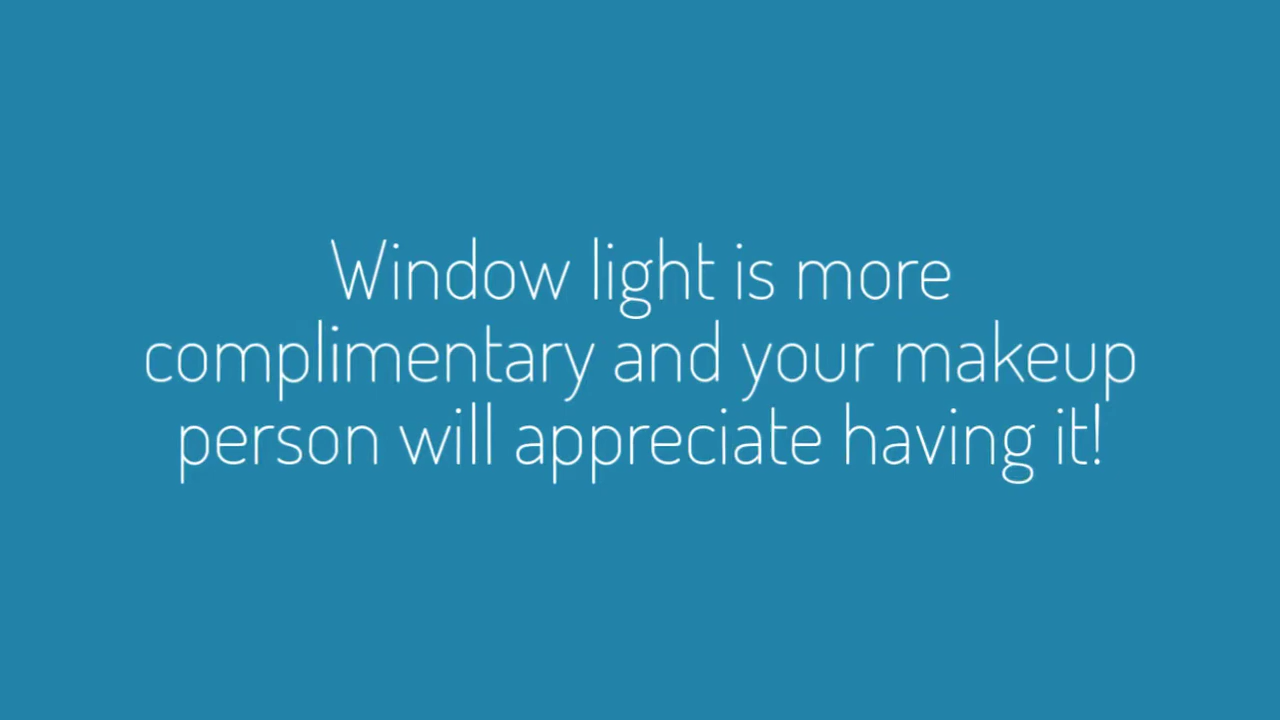 Window light is more
complimentary and your makeup
person will appreciate having it!